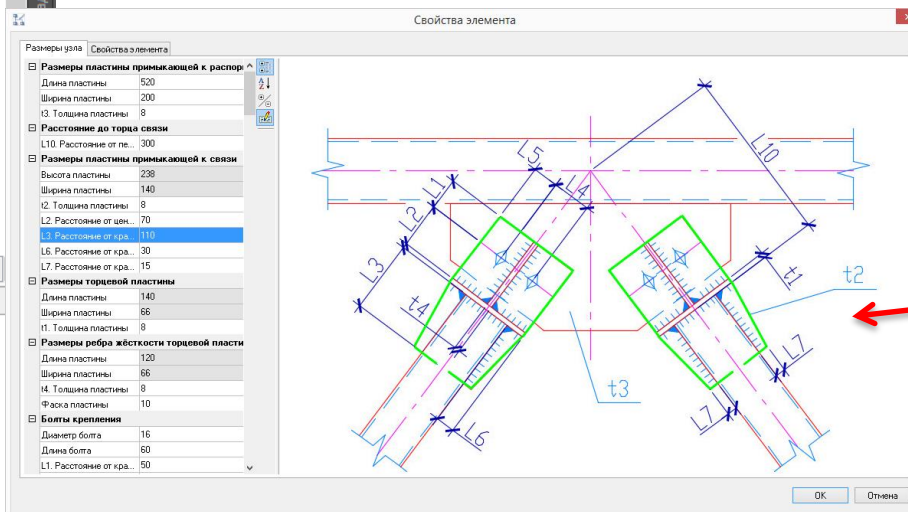 Свойства элемента
Размеры узла Свойства элемента
Размеры пластины примыкающей к распор
Длина пластины 520
Ширина пластины 200
t3. Толщина пластины 8
Расстояние до торца связи
L10. Расстояние от пе... 300
Размеры пластины примыкающей к связи
Высота пластины 238
Ширина пластины 140
t2. Толщина пластины 8
L2. Расстояние от цен... 70
L3. Расстояние от кра... 110
L6. Расстояние от кра... 30
L7. Расстояние от кра... 15
Размеры торцевой пластины
Длина пластины 140
Ширина пластины 66
t1. Толщина пластины 8
Размеры ребра жёсткости торцевой пласти
Длина пластины 120
Ширина пластины 66
t4. Толщина пластины 8
Фаска пластины 10
Болты крепления
Диаметр болта 16
Длина болта 60
L1. Расстояние от кра... 50
L5
L10
L1
L4
L2
L3
t1
t2
t4
L7
t3
L7
L6
OK Отмена